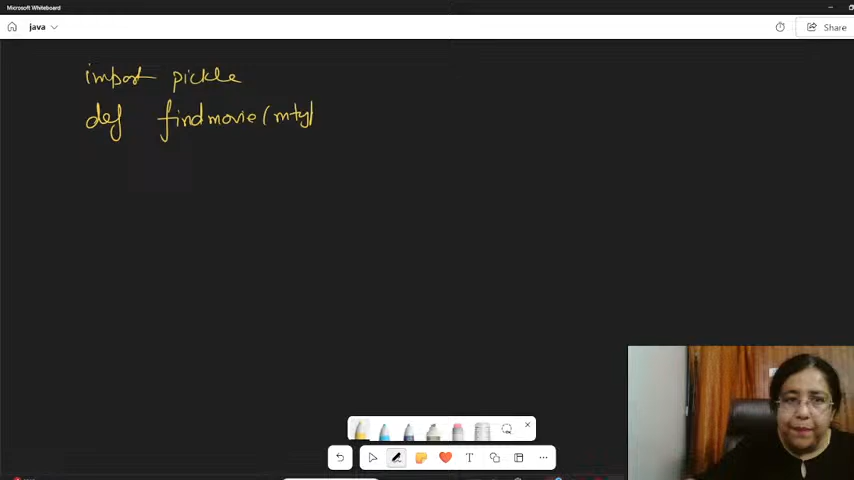 Microsoft Whiteboard
java
Share
import pickle
def findmovie(mty